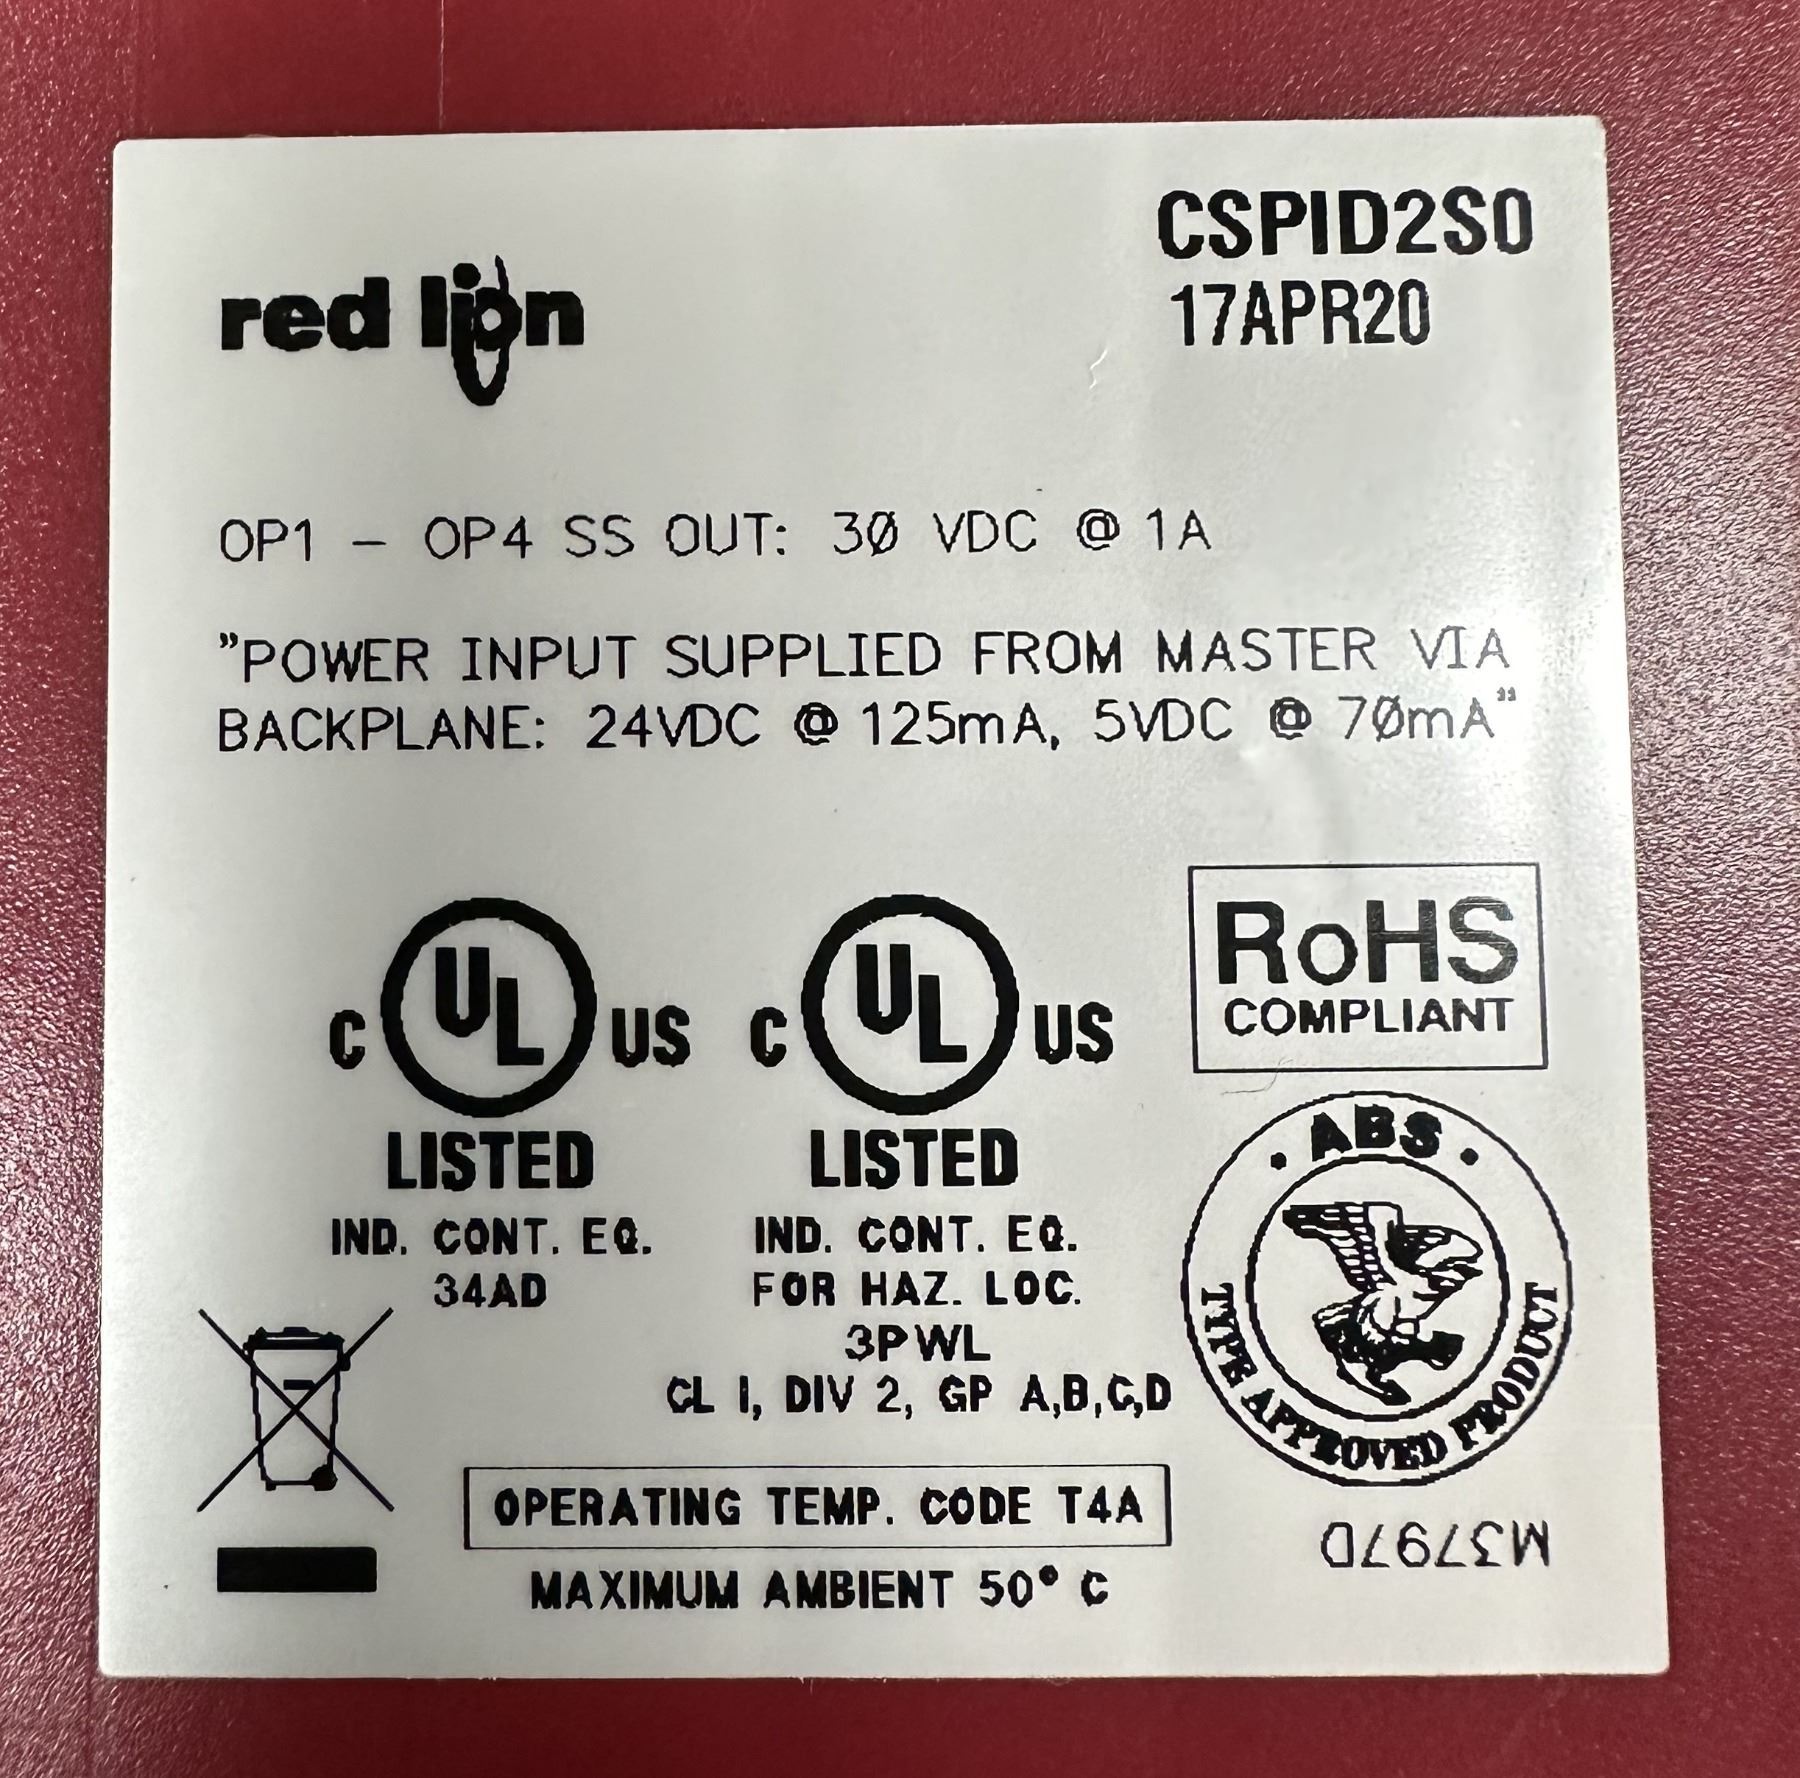 red lion
CSPID2S0
17APR20
OP1 - OP4 SS OUT: 30 VDC @ 1A
"POWER INPUT SUPPLIED FROM MASTER VIA
BACKPLANE: 24VDC @ 125mA, 5VDC @ 70mA"
C UL US
LISTED
IND. CONT. EQ.
34AD
C UL US
LISTED
IND. CONT. EQ.
FOR HAZ. LOC.
3PWL
CL I, DIV 2, GP A,B,C,D
RoHS
COMPLIANT
· ABS ·
TYPE APPROVED PRODUCT
OPERATING TEMP. CODE T4A
MAXIMUM AMBIENT 50° C
M3797D